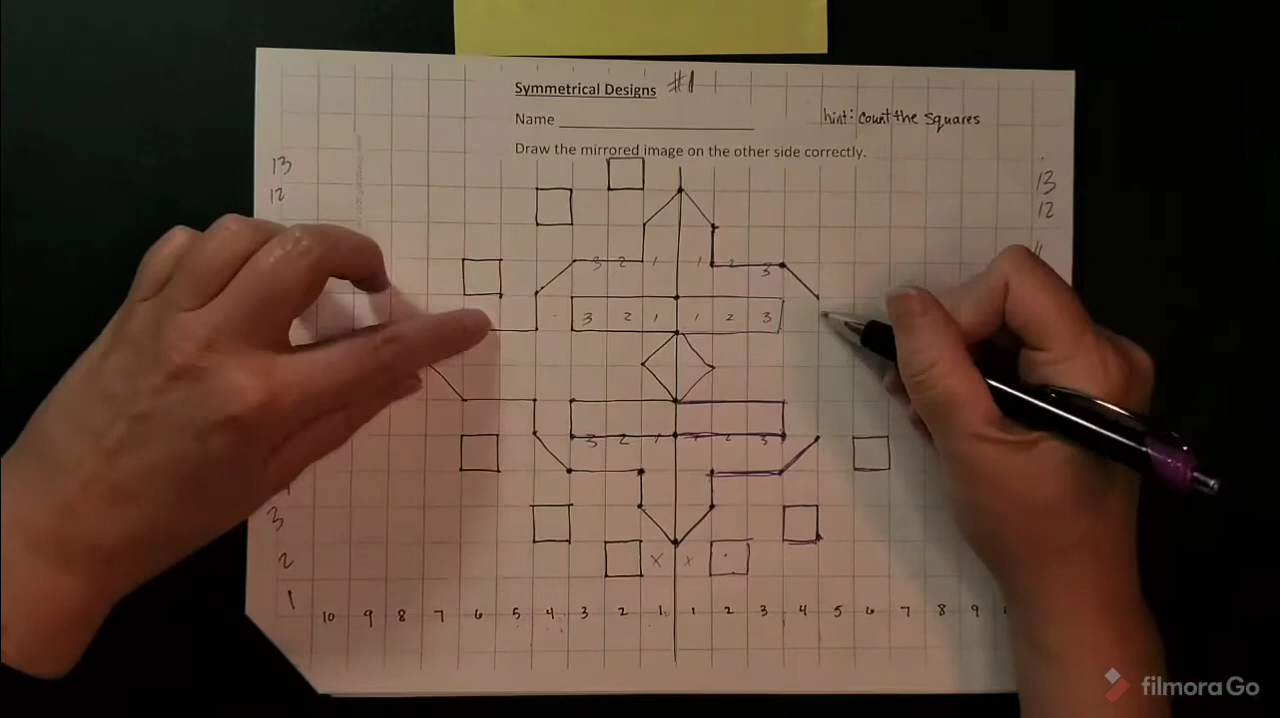 Symmetrical Designs #1
Name
hint: count the squares
Draw the mirrored image on the other side correctly.
13 13
12 12
11
3 2 1 1 2 3
3 2 1 1 2 3
3 2 1 1 2 3
3
2 x x
1
10 9 8 7 6 5 4 3 2 1 1 2 3 4 5 6 7 8 9
filmora Go